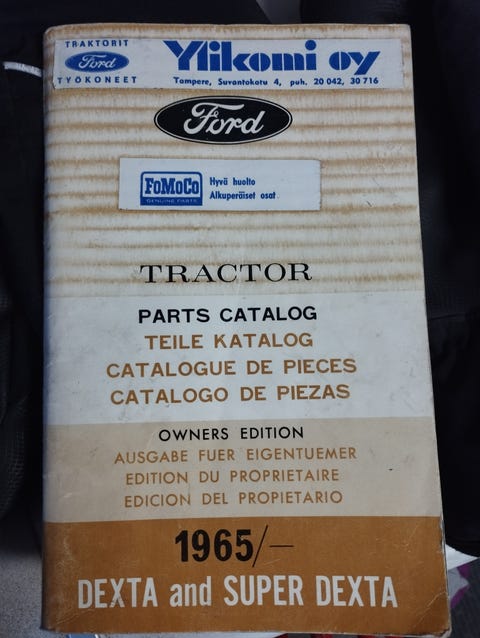 TRAKTORIT
Ford
TYÖKONEET
Ylikomi oy
Tampere, Suvantokatu 4, puh. 20 042, 30 716
Ford
FoMoCo
GENUINE PARTS
Hyvä huolto
Alkuperäiset osat
TRACTOR
PARTS CATALOG
TEILE KATALOG
CATALOGUE DE PIECES
CATALOGO DE PIEZAS
OWNERS EDITION
AUSGABE FUER EIGENTUEMER
EDITION DU PROPRIETAIRE
EDICION DEL PROPIETARIO
1965/—
DEXTA and SUPER DEXTA